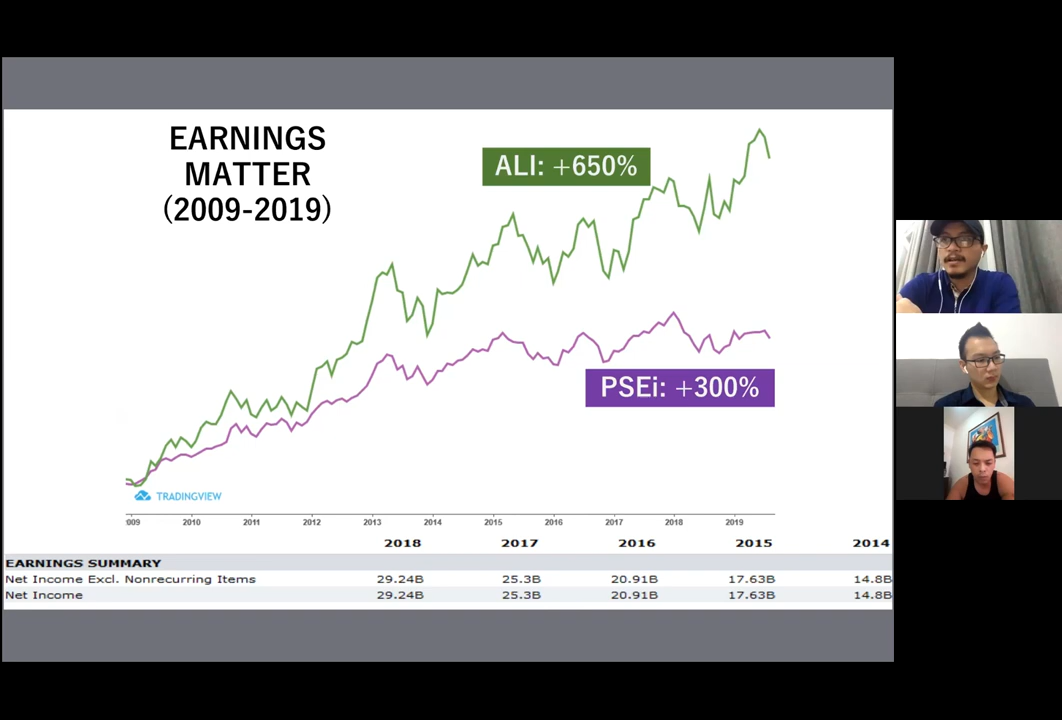 EARNINGS
MATTER
(2009-2019)
ALI: +650%
PSEi: +300%
TRADINGVIEW
2009 2010 2011 2012 2013 2014 2015 2016 2017 2018 2019
2018 2017 2016 2015 2014
EARNINGS SUMMARY
Net Income Excl. Nonrecurring Items 29.24B 25.3B 20.91B 17.63B 14.8B
Net Income 29.24B 25.3B 20.91B 17.63B 14.8B